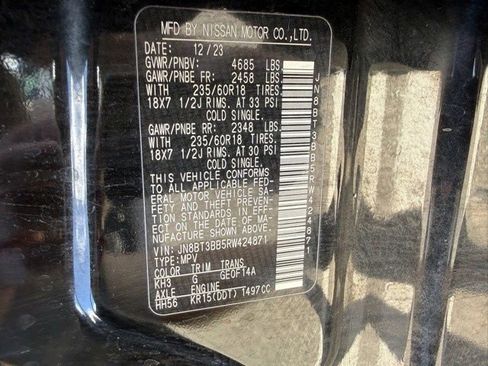 MFD BY NISSAN MOTOR CO.,LTD.
DATE: 12/23
GVWR/PNBV: 4685 LBS
GAWR/PNBE FR: 2458 LBS
WITH 235/60R18 TIRES.
18X7 1/2J RIMS. AT 33 PSI
COLD SINGLE.
GAWR/PNBE RR: 2348 LBS.
WITH 235/60R18 TIRES.
18X7 1/2J RIMS. AT 30 PSI
COLD SINGLE.
THIS VEHICLE CONFORMS
TO ALL APPLICABLE FED-
ERAL MOTOR VEHICLE SA-
FETY AND THEFT PREVEN-
TION STANDARDS IN EFF-
ECT ON THE DATE OF MA-
NUFACTURE SHOWN ABOVE.
VIN: JN8BT3BB5RW424871
TYPE: MPV
COLOR TRIM TRANS
KH3 G GE0FT4A
AXLE ENGINE
HH56 KR15(DDT) 1497CC
JN8BT3BB5RW424871